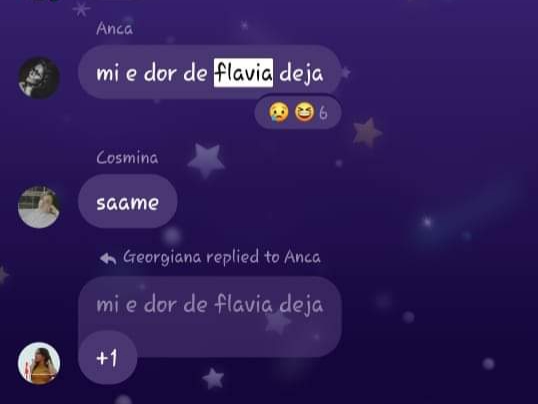 Anca
mi e dor de flavia deja
6
Cosmina
saame
Georgiana replied to Anca
mi e dor de flavia deja
+1